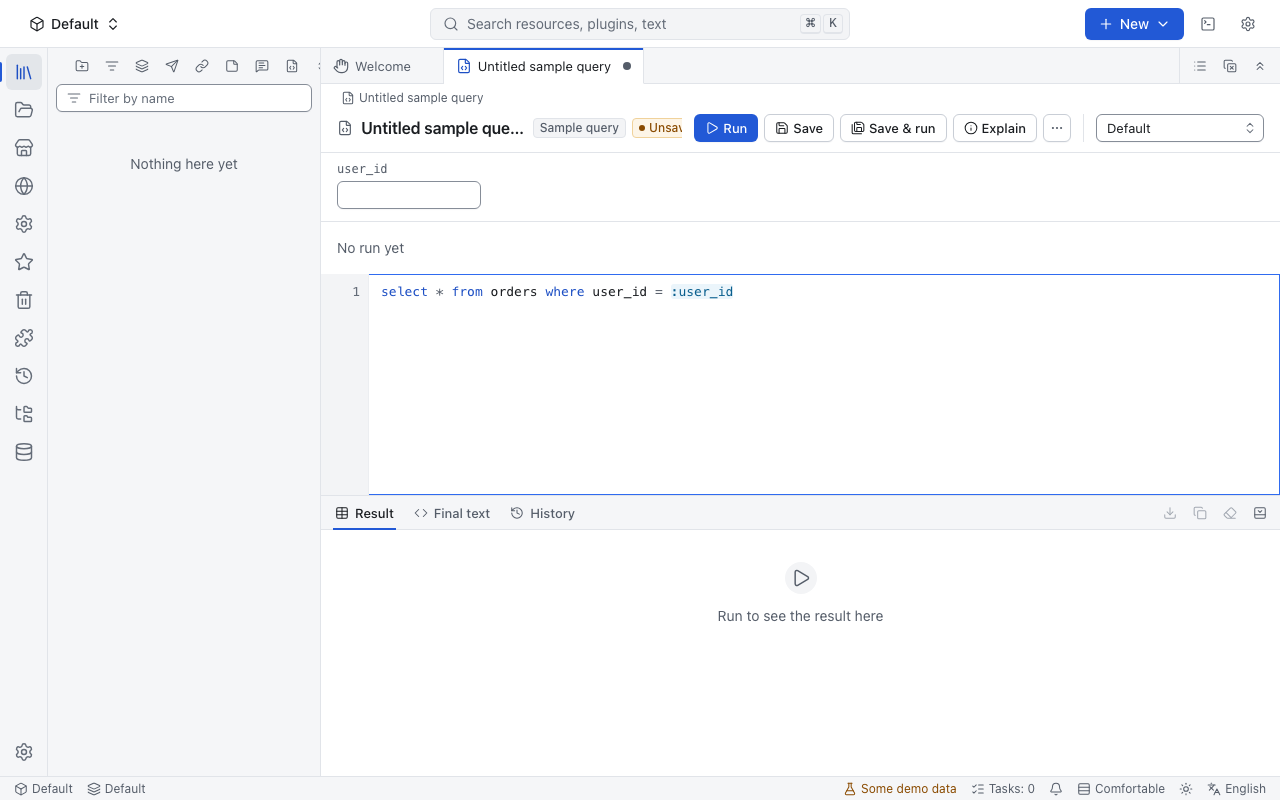 Default
Search resources, plugins, text
⌘ K
New
Welcome
Untitled sample query
Filter by name
Nothing here yet
Untitled sample query
Untitled sample que...
Sample query
Unsav
Run
Save
Save & run
Explain
Default
user_id
No run yet
1
select * from orders where user_id = :user_id
Result
Final text
History
Run to see the result here
Default
Default
Some demo data
Tasks: 0
Comfortable
English